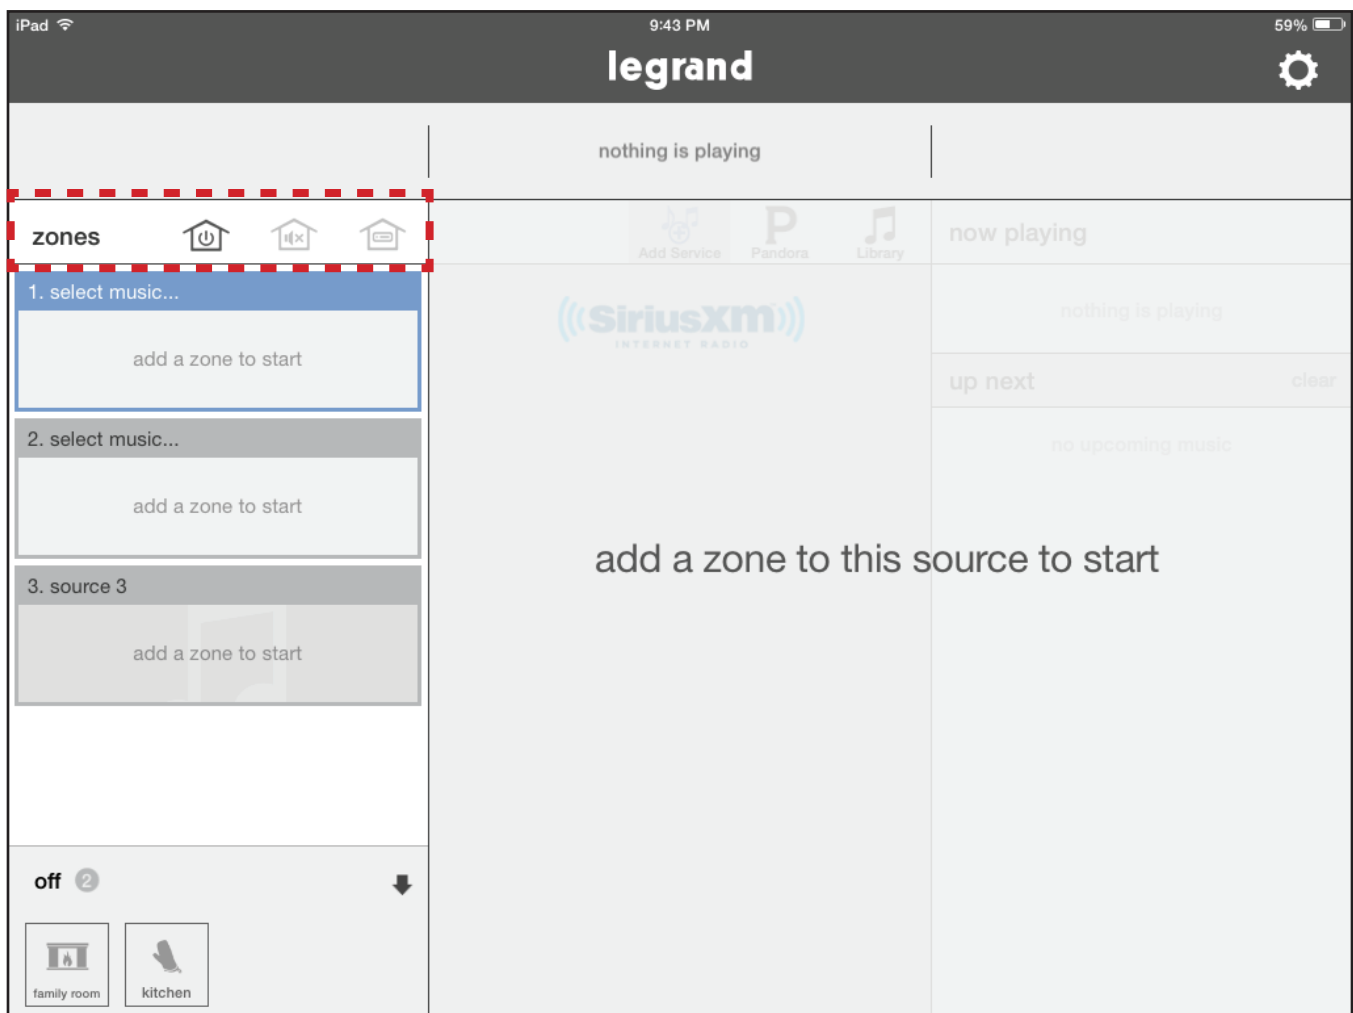 iPad
9:43 PM
59%
legrand
nothing is playing
zones
Add Service
Pandora
Library
now playing
1. select music...
add a zone to start
((SiriusXM))
INTERNET RADIO
nothing is playing
up next
clear
2. select music...
add a zone to start
no upcoming music
add a zone to this source to start
3. source 3
add a zone to start
off 2
family room
kitchen